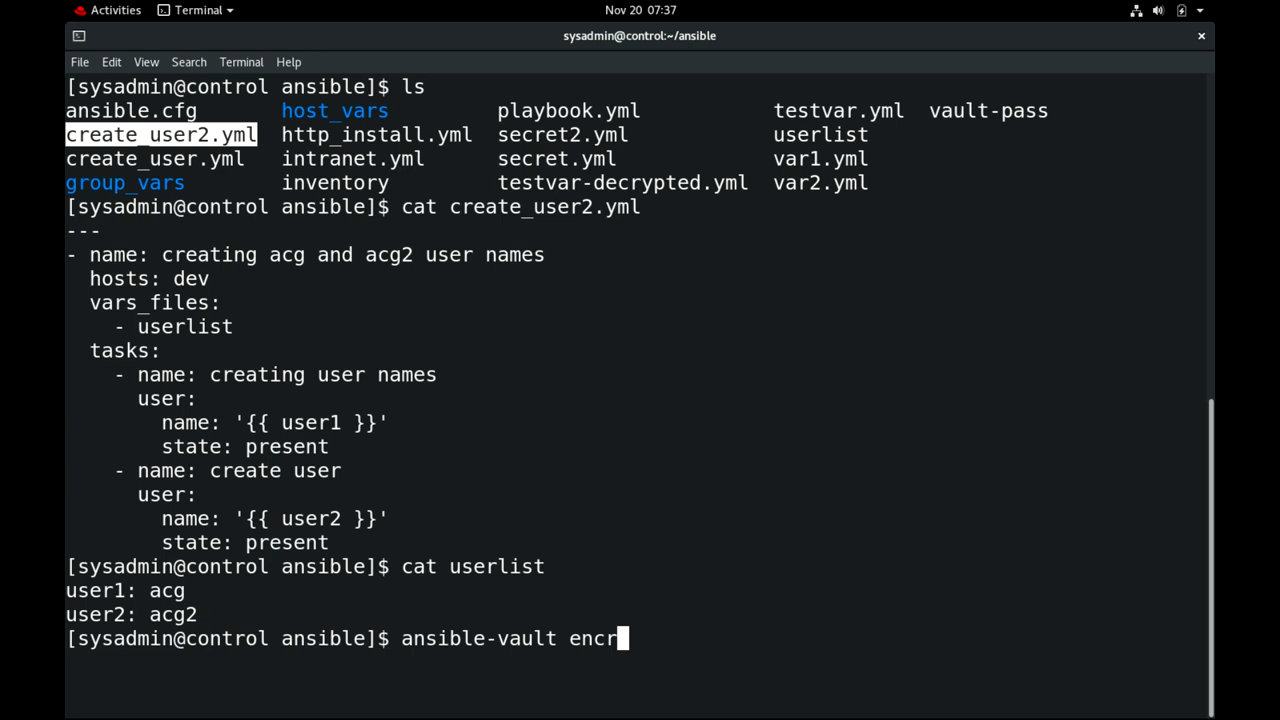 Activities Terminal Nov 20 07:37
sysadmin@control:~/ansible
File Edit View Search Terminal Help
[sysadmin@control ansible]$ ls
ansible.cfg host_vars playbook.yml testvar.yml vault-pass
create_user2.yml http_install.yml secret2.yml userlist
create_user.yml intranet.yml secret.yml var1.yml
group_vars inventory testvar-decrypted.yml var2.yml
[sysadmin@control ansible]$ cat create_user2.yml
---
- name: creating acg and acg2 user names
  hosts: dev
  vars_files:
    - userlist
  tasks:
    - name: creating user names
      user:
        name: '{{ user1 }}'
        state: present
    - name: create user
      user:
        name: '{{ user2 }}'
        state: present
[sysadmin@control ansible]$ cat userlist
user1: acg
user2: acg2
[sysadmin@control ansible]$ ansible-vault encr